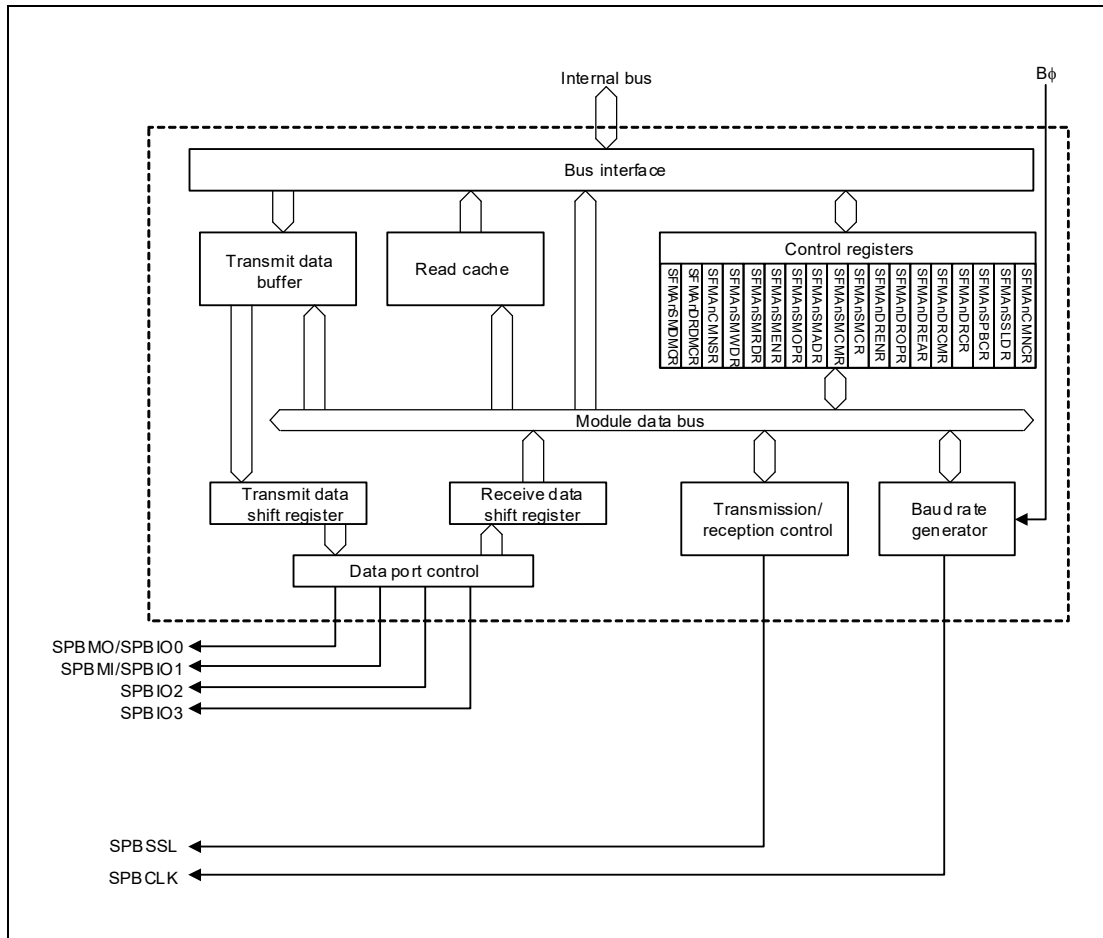 Internal bus
Bϕ
Bus interface
Transmit data
buffer
Read cache
Control registers
SFMAnSMDMCR
SFMAnDRDMCR
SFMAnCMNSR
SFMAnSMWDR
SFMAnSMRDR
SFMAnSMENR
SFMAnSMOPR
SFMAnSMADR
SFMAnSMCMR
SFMAnSMCR
SFMAnDRENR
SFMAnDROPR
SFMAnDREAR
SFMAnDRCMR
SFMAnDRCR
SFMAnSPBCR
SFMAnSSLDR
SFMAnCMNCR
Module data bus
Transmit data
shift register
Receive data
shift register
Transmission/
reception control
Baud rate
generator
Data port control
SPBMO/SPBIO0
SPBMI/SPBIO1
SPBIO2
SPBIO3
SPBSSL
SPBCLK